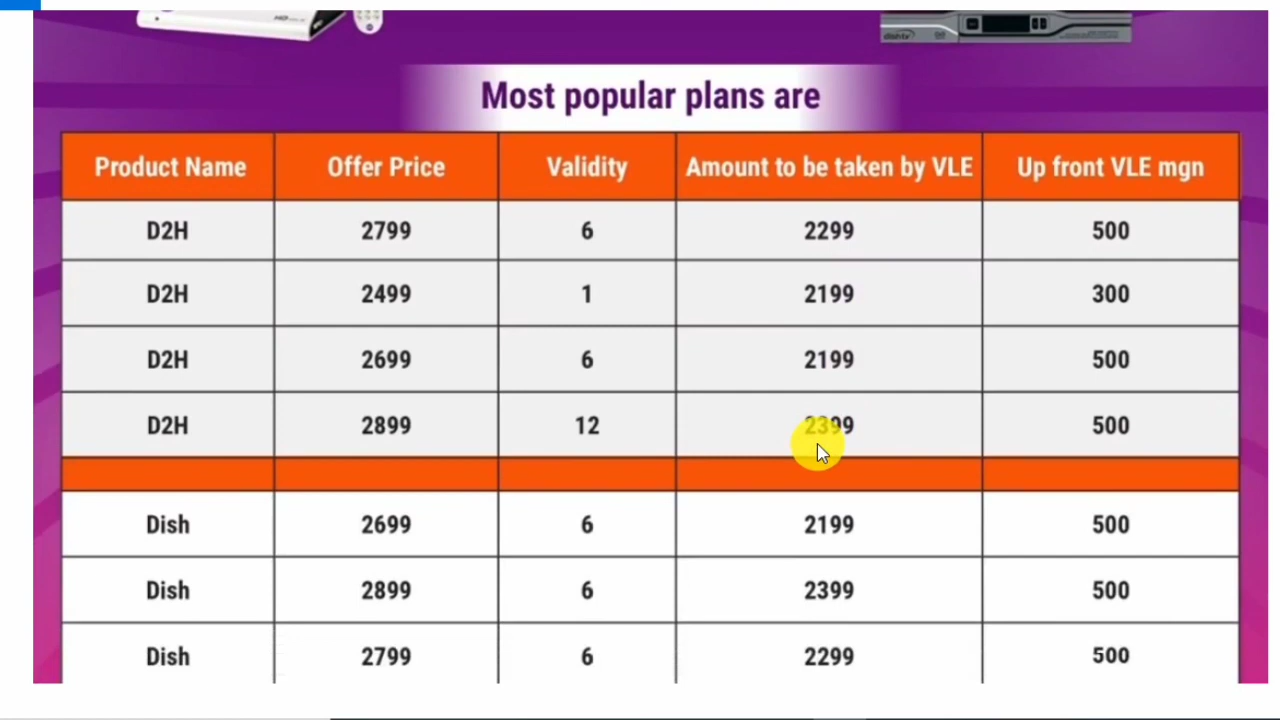 HD
dishtv
Most popular plans are
Product Name Offer Price Validity Amount to be taken by VLE Up front VLE mgn
D2H 2799 6 2299 500
D2H 2499 1 2199 300
D2H 2699 6 2199 500
D2H 2899 12 2399 500
Dish 2699 6 2199 500
Dish 2899 6 2399 500
Dish 2799 6 2299 500